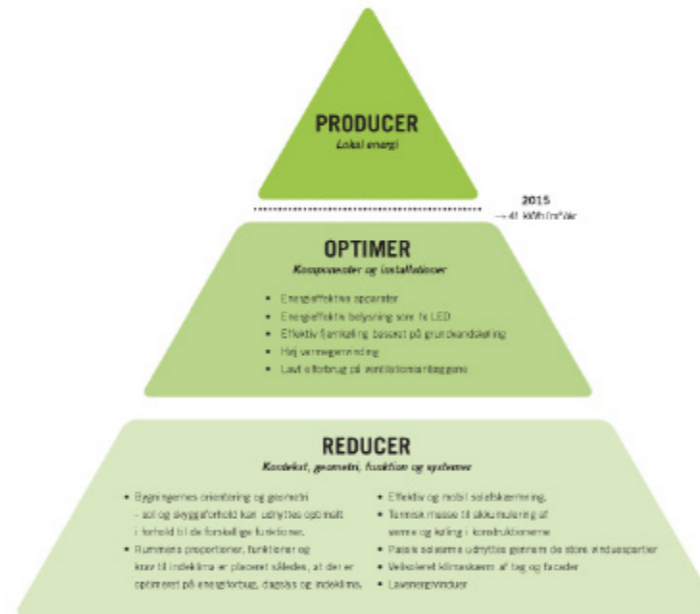 PRODUCER
Lokal energi
2015
→ 41 kWh/m²/år
OPTIMER
Komponenter og installationer
• Energieffektive apparater
• Energieffektiv belysning som fx LED
• Effektiv fjernkøling baseret på grundvandskøling
• Høj varmegenvinding
• Lavt elforbrug på ventilationsanlæggene
REDUCER
Kontekst, geometri, funktion og systemer
• Bygningernes orientering og geometri
- sol og skyggeforhold kan udnyttes optimalt
i forhold til de forskellige funktioner.
• Rummens proportioner, funktioner og
krav til indeklima er placeret således, at der er
optimeret på energiforbug, dagslys og indeklima.
• Effektiv og mobil solafskærmning.
• Termisk masse til akkumulering af
varme og køling i konstruktionerne
• Passiv solvarme udnyttes gennem de store vinduespartier
• Velisoleret klimaskærm af tag og facader
• Lavenergivinduer